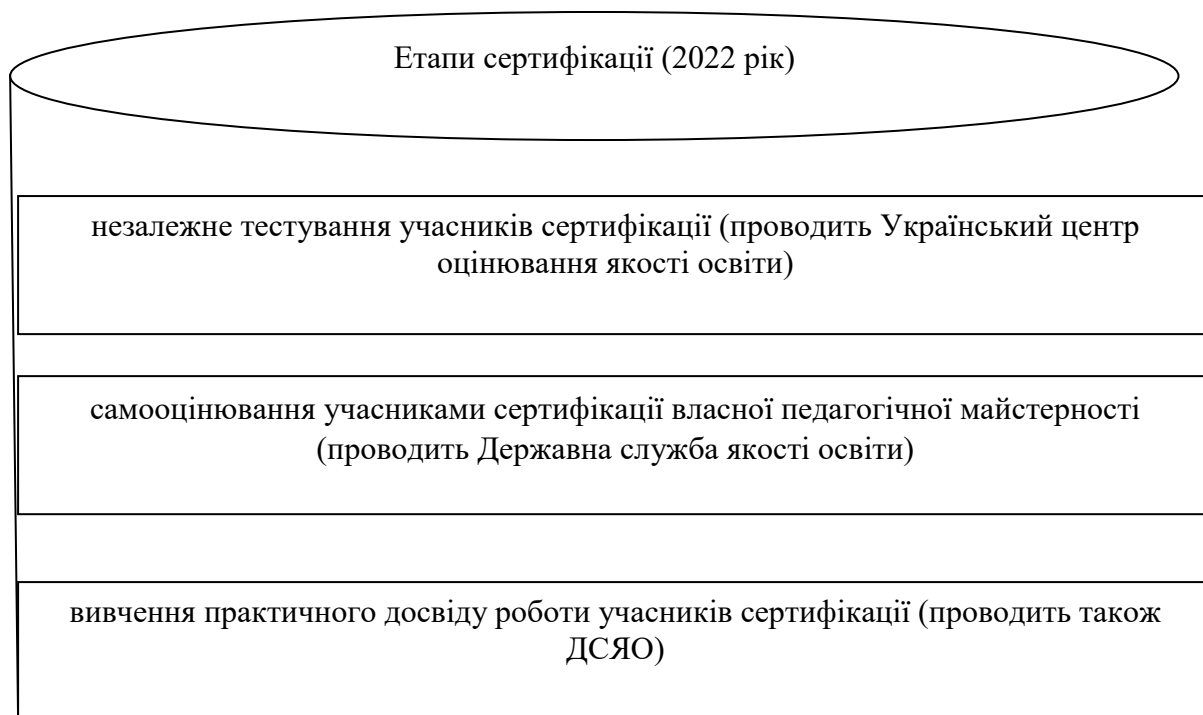 Етапи сертифікації (2022 рік)
незалежне тестування учасників сертифікації (проводить Український центр
оцінювання якості освіти)
самооцінювання учасниками сертифікації власної педагогічної майстерності
(проводить Державна служба якості освіти)
вивчення практичного досвіду роботи учасників сертифікації (проводить також
ДСЯО)